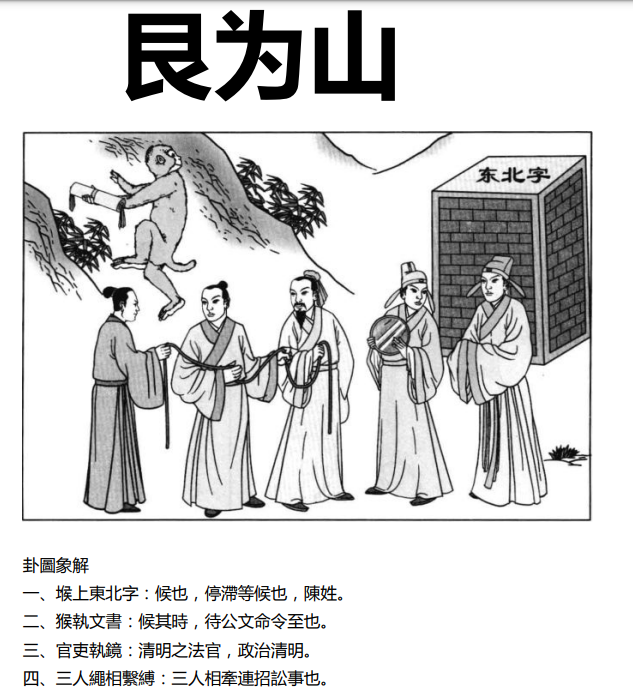 艮为山
东北字
卦圖象解
一、堠上東北字：候也，停滯等候也，陳姓。
二、猴執文書：候其時，待公文命令至也。
三、官吏執鏡：清明之法官，政治清明。
四、三人繩相繫縛：三人相牽連招訟事也。